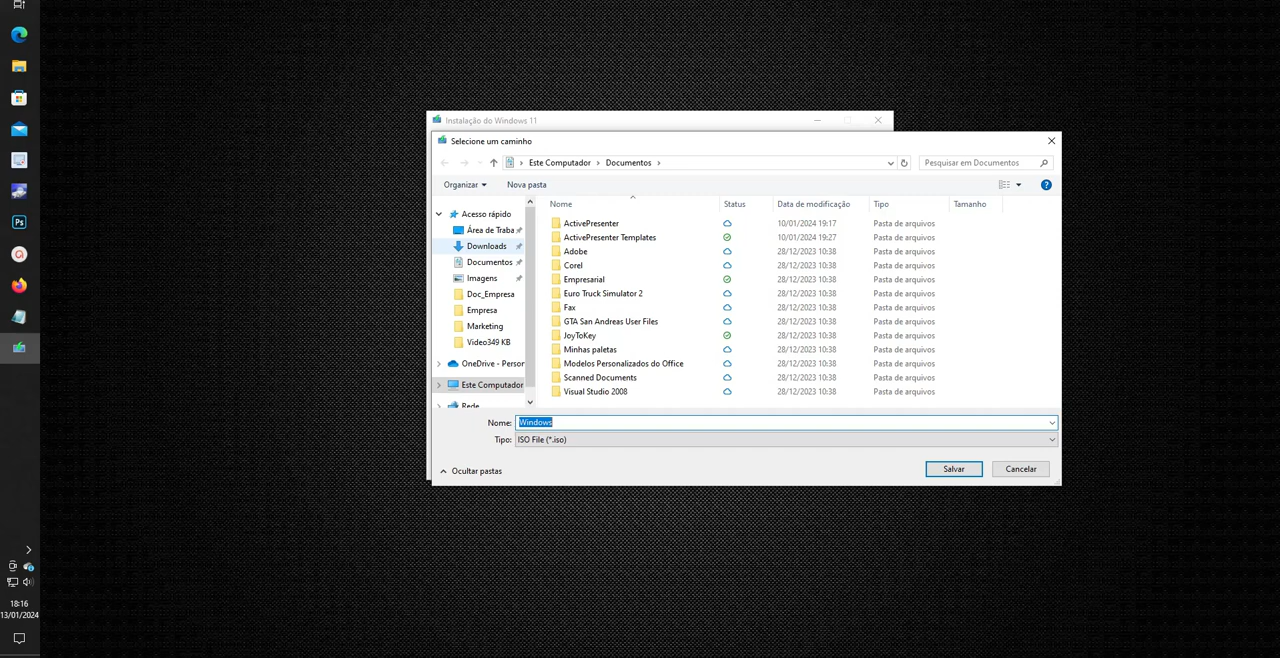 Instalação do Windows 11
Selecione um caminho
Este Computador > Documentos >
Pesquisar em Documentos
Organizar
Nova pasta
Nome Status Data de modificação Tipo Tamanho
Acesso rápido
Área de Traba
Downloads
Documentos
Imagens
Doc_Empresa
Empresa
Marketing
Video349 KB
OneDrive - Person
Este Computador
Rede
ActivePresenter 10/01/2024 19:17 Pasta de arquivos
ActivePresenter Templates 10/01/2024 19:27 Pasta de arquivos
Adobe 28/12/2023 10:38 Pasta de arquivos
Corel 28/12/2023 10:38 Pasta de arquivos
Empresarial 28/12/2023 10:38 Pasta de arquivos
Euro Truck Simulator 2 28/12/2023 10:38 Pasta de arquivos
Fax 28/12/2023 10:38 Pasta de arquivos
GTA San Andreas User Files 28/12/2023 10:38 Pasta de arquivos
JoyToKey 28/12/2023 10:38 Pasta de arquivos
Minhas paletas 28/12/2023 10:38 Pasta de arquivos
Modelos Personalizados do Office 28/12/2023 10:38 Pasta de arquivos
Scanned Documents 28/12/2023 10:38 Pasta de arquivos
Visual Studio 2008 28/12/2023 10:38 Pasta de arquivos
Nome: Windows
Tipo: ISO File (*.iso)
Ocultar pastas
Salvar
Cancelar
Ps
18:16
13/01/2024